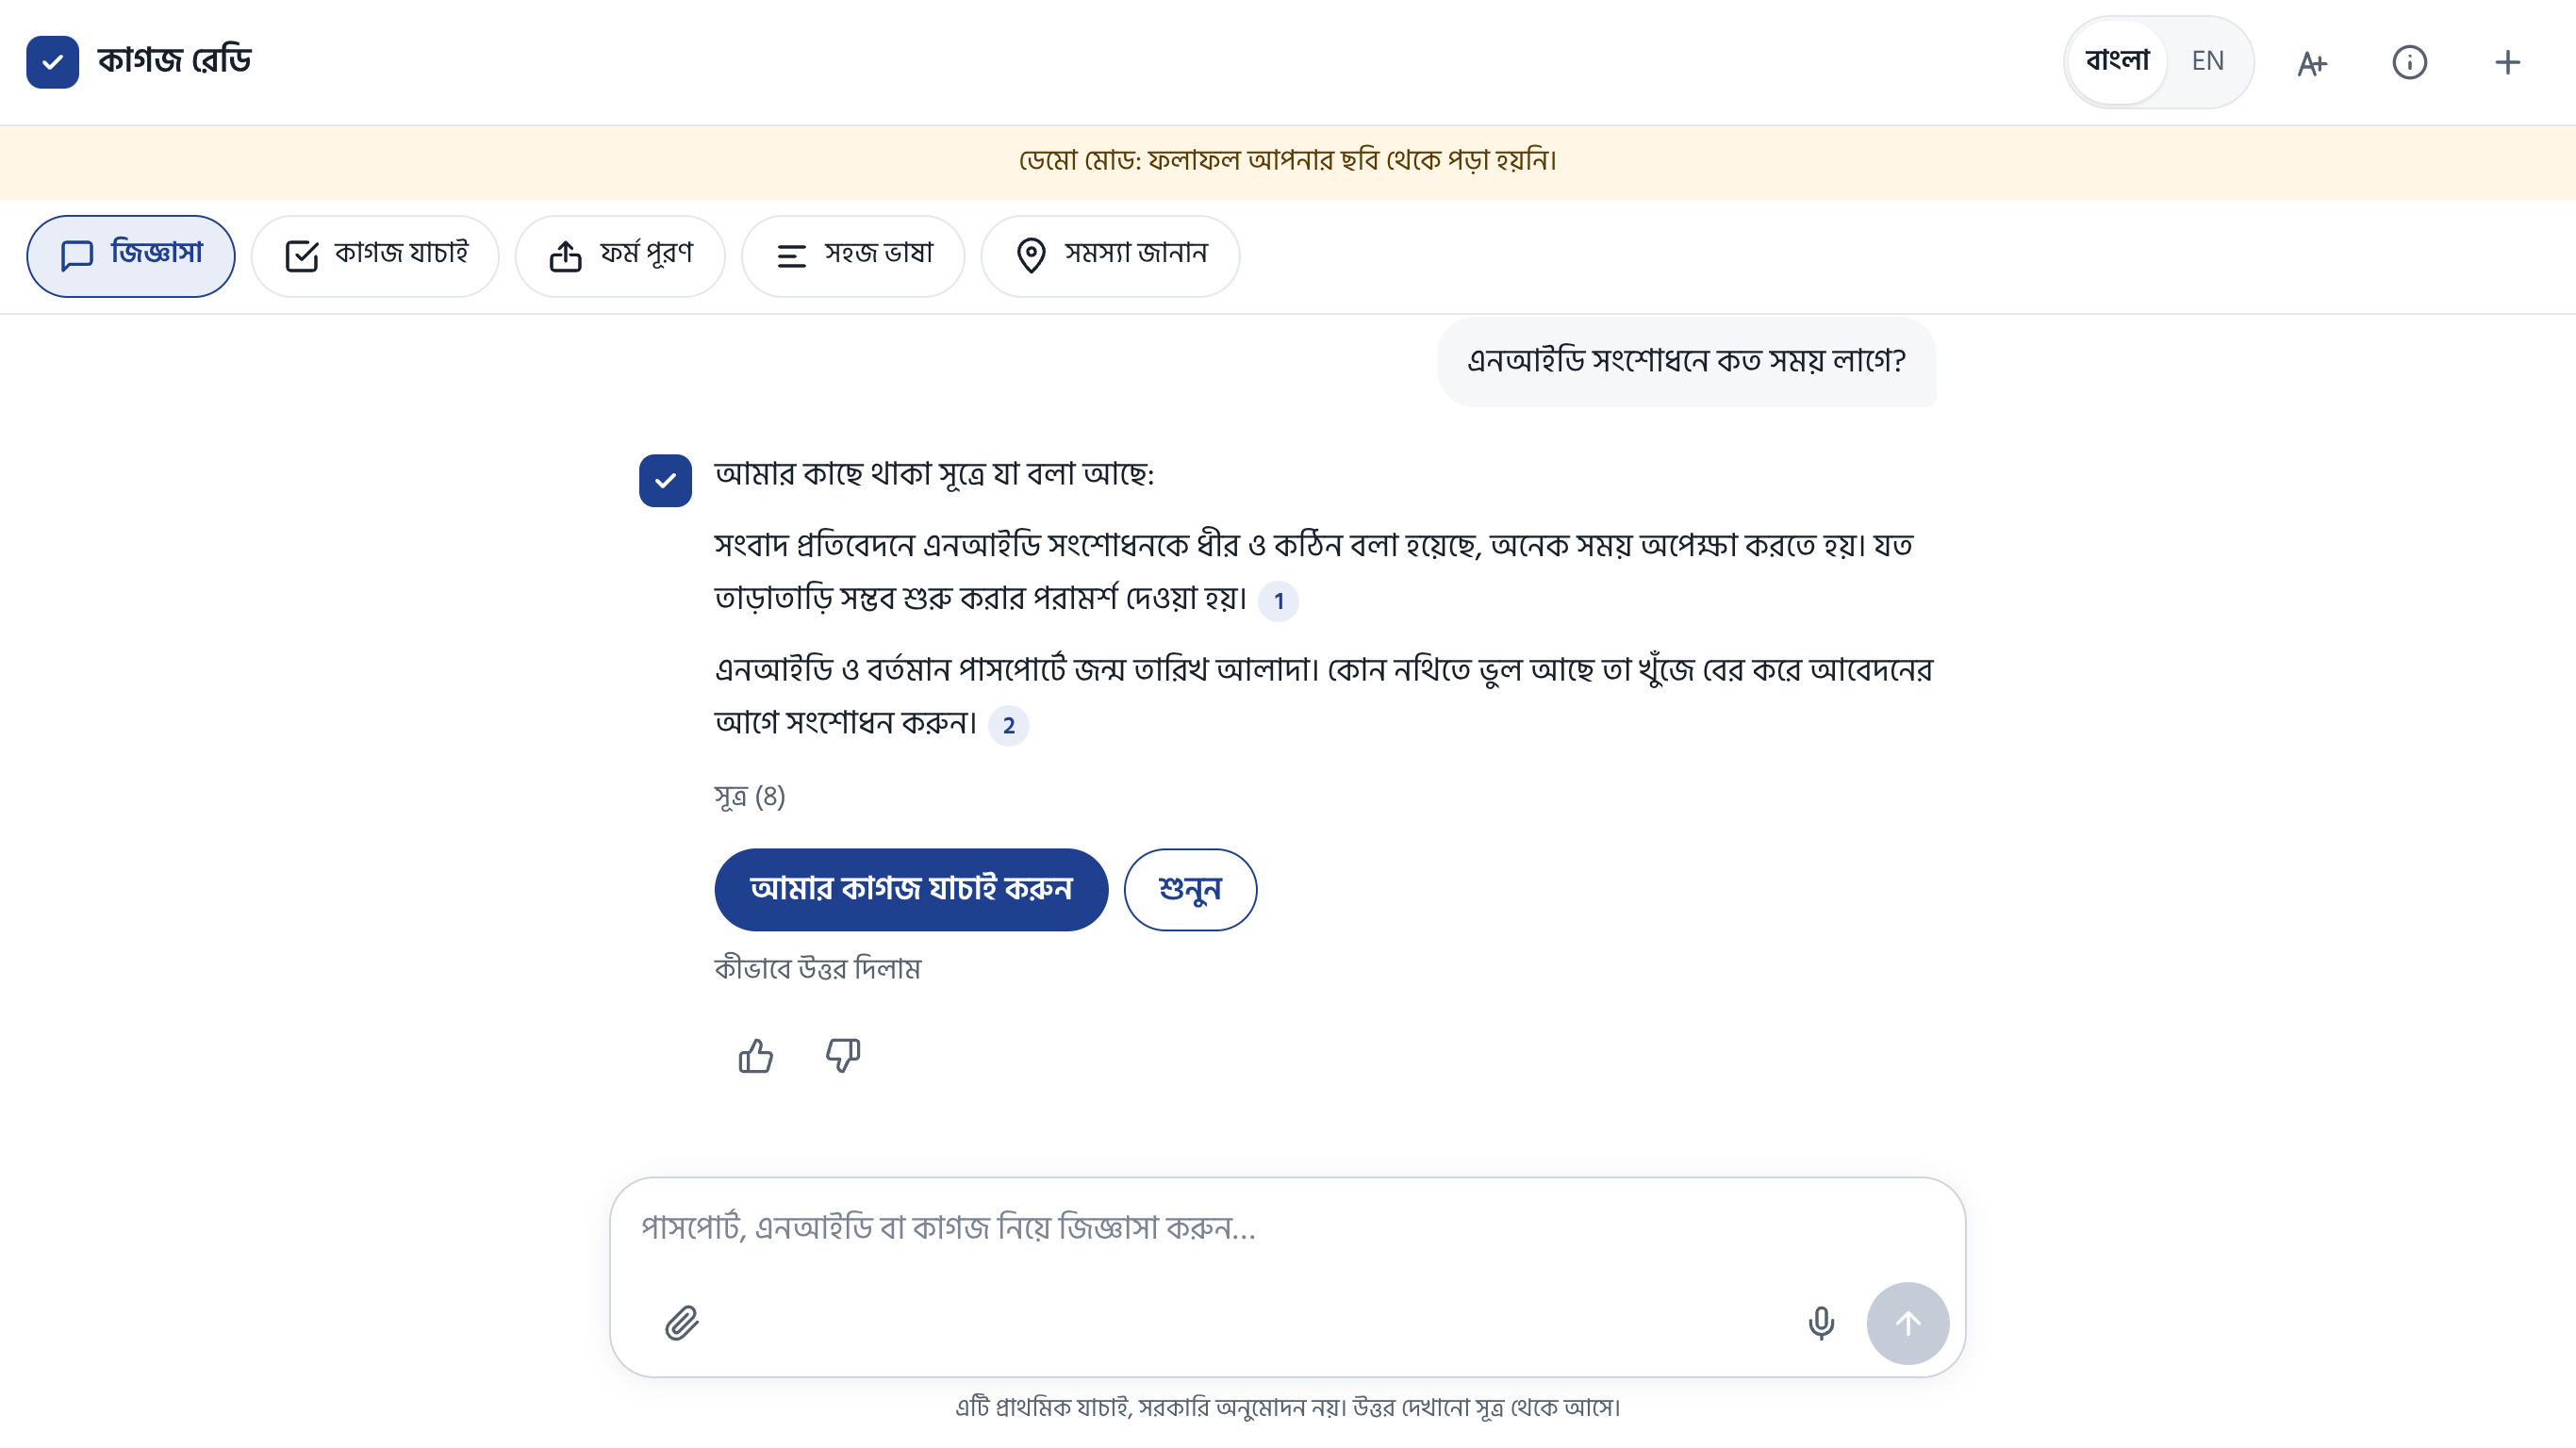 কাগজ রেডি
বাংলা EN A+
ডেমো মোড: ফলাফল আপনার ছবি থেকে পড়া হয়নি।
জিজ্ঞাসা কাগজ যাচাই ফর্ম পূরণ সহজ ভাষা সমস্যা জানান
এনআইডি সংশোধনে কত সময় লাগে?
আমার কাছে থাকা সূত্রে যা বলা আছে:
সংবাদ প্রতিবেদনে এনআইডি সংশোধনকে ধীর ও কঠিন বলা হয়েছে, অনেক সময় অপেক্ষা করতে হয়। যত
তাড়াতাড়ি সম্ভব শুরু করার পরামর্শ দেওয়া হয়। 1
এনআইডি ও বর্তমান পাসপোর্টে জন্ম তারিখ আলাদা। কোন নথিতে ভুল আছে তা খুঁজে বের করে আবেদনের
আগে সংশোধন করুন। 2
সূত্র (৪)
আমার কাগজ যাচাই করুন শুনুন
কীভাবে উত্তর দিলাম
পাসপোর্ট, এনআইডি বা কাগজ নিয়ে জিজ্ঞাসা করুন...
এটি প্রাথমিক যাচাই, সরকারি অনুমোদন নয়। উত্তর দেখানো সূত্র থেকে আসে।